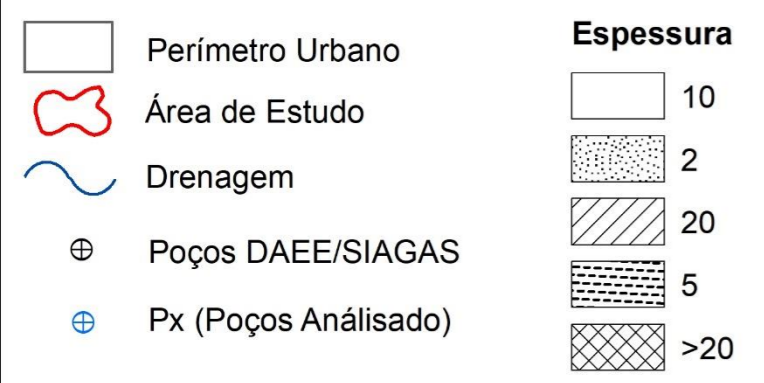 Perímetro Urbano
Área de Estudo
Drenagem
Poços DAEE/SIAGAS
Px (Poços Análisado)
Espessura
10
2
20
5
>20